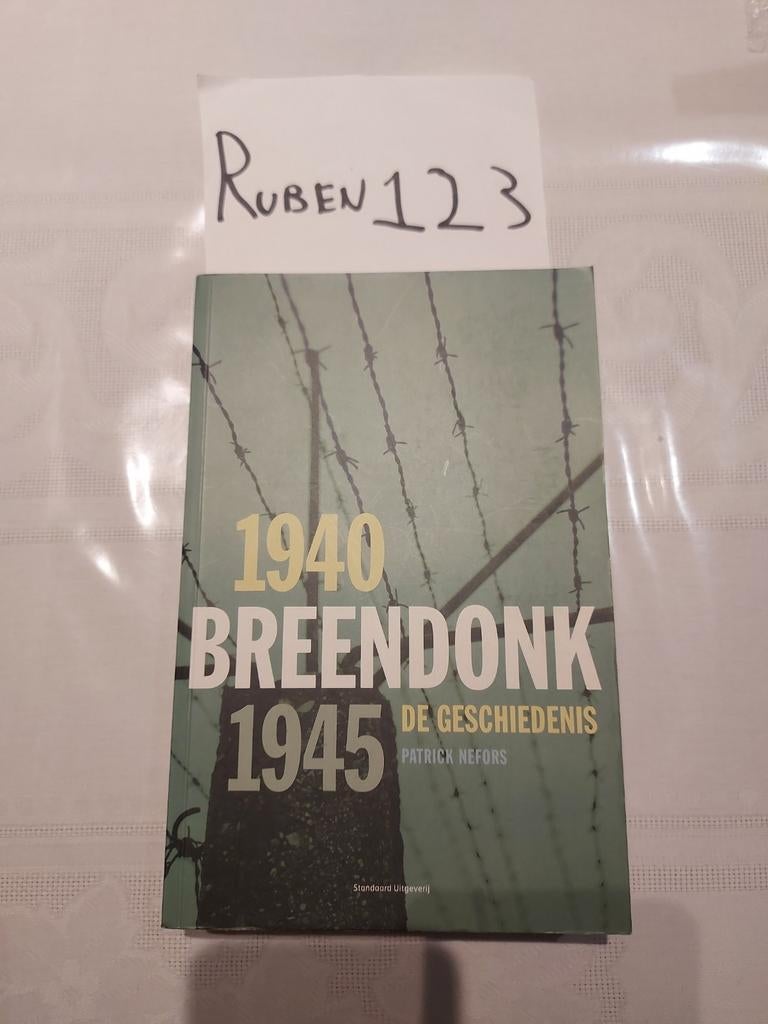 RUBEN 123
1940
BREENDONK
1945
DE GESCHIEDENIS
PATRICK NEFORS
Standaard Uitgeverij